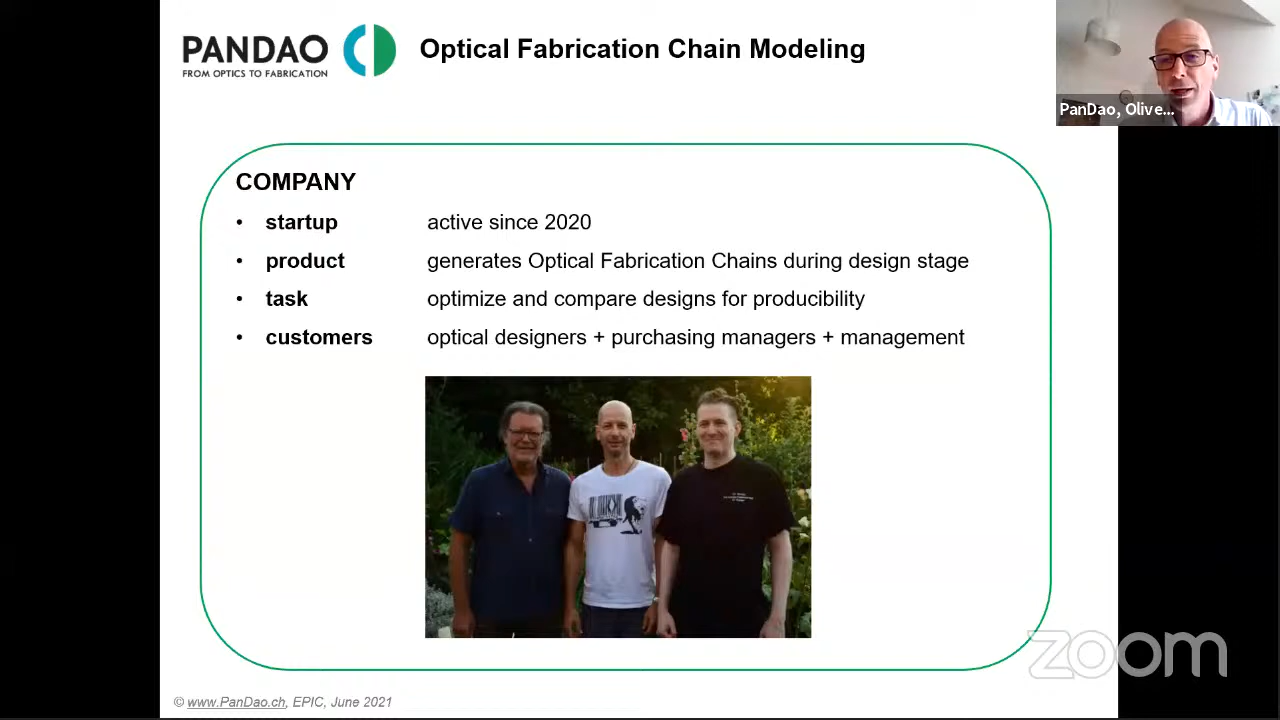 PANDAO
FROM OPTICS TO FABRICATION
Optical Fabrication Chain Modeling
PanDao, Olive...
COMPANY
• startup active since 2020
• product generates Optical Fabrication Chains during design stage
• task optimize and compare designs for producibility
• customers optical designers + purchasing managers + management
zoom
© www.PanDao.ch, EPIC, June 2021